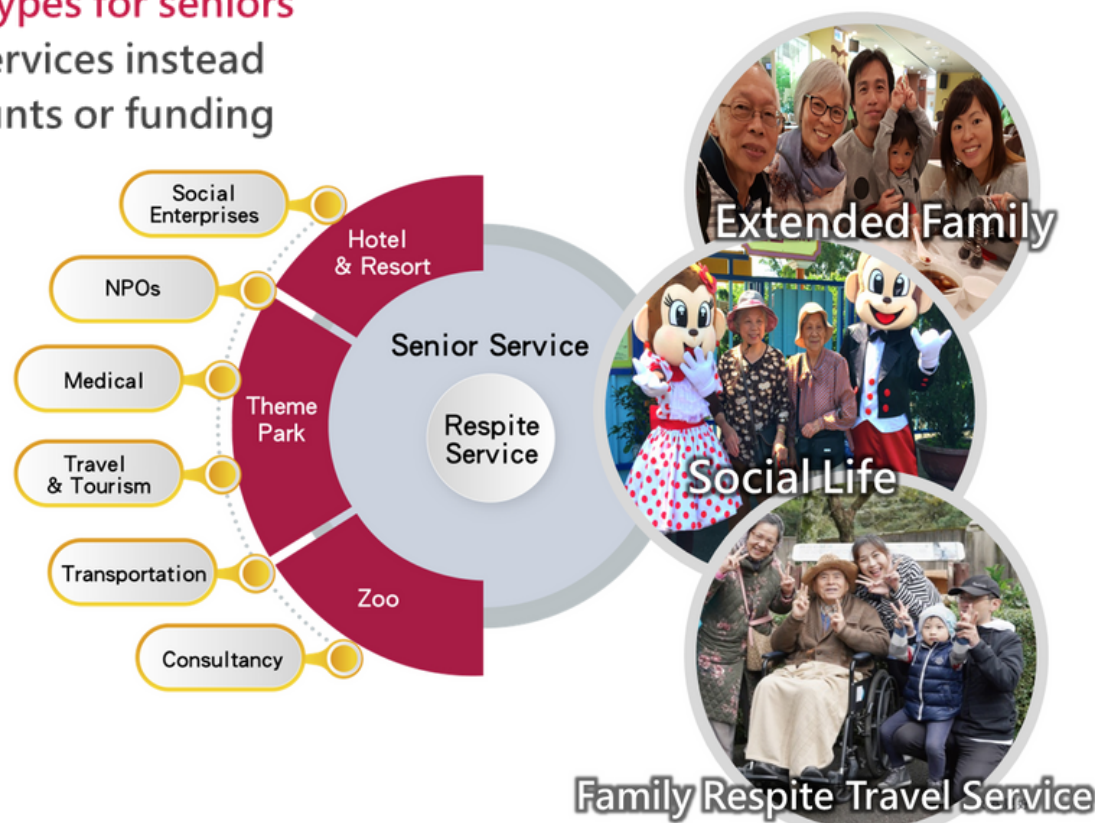 ypes for seniors
ervices instead
unts or funding
Social
Enterprises
NPOs
Medical
Travel
& Tourism
Transportation
Consultancy
Hotel
& Resort
Theme
Park
Zoo
Senior Service
Respite
Service
Extended Family
Social Life
Family Respite Travel Service